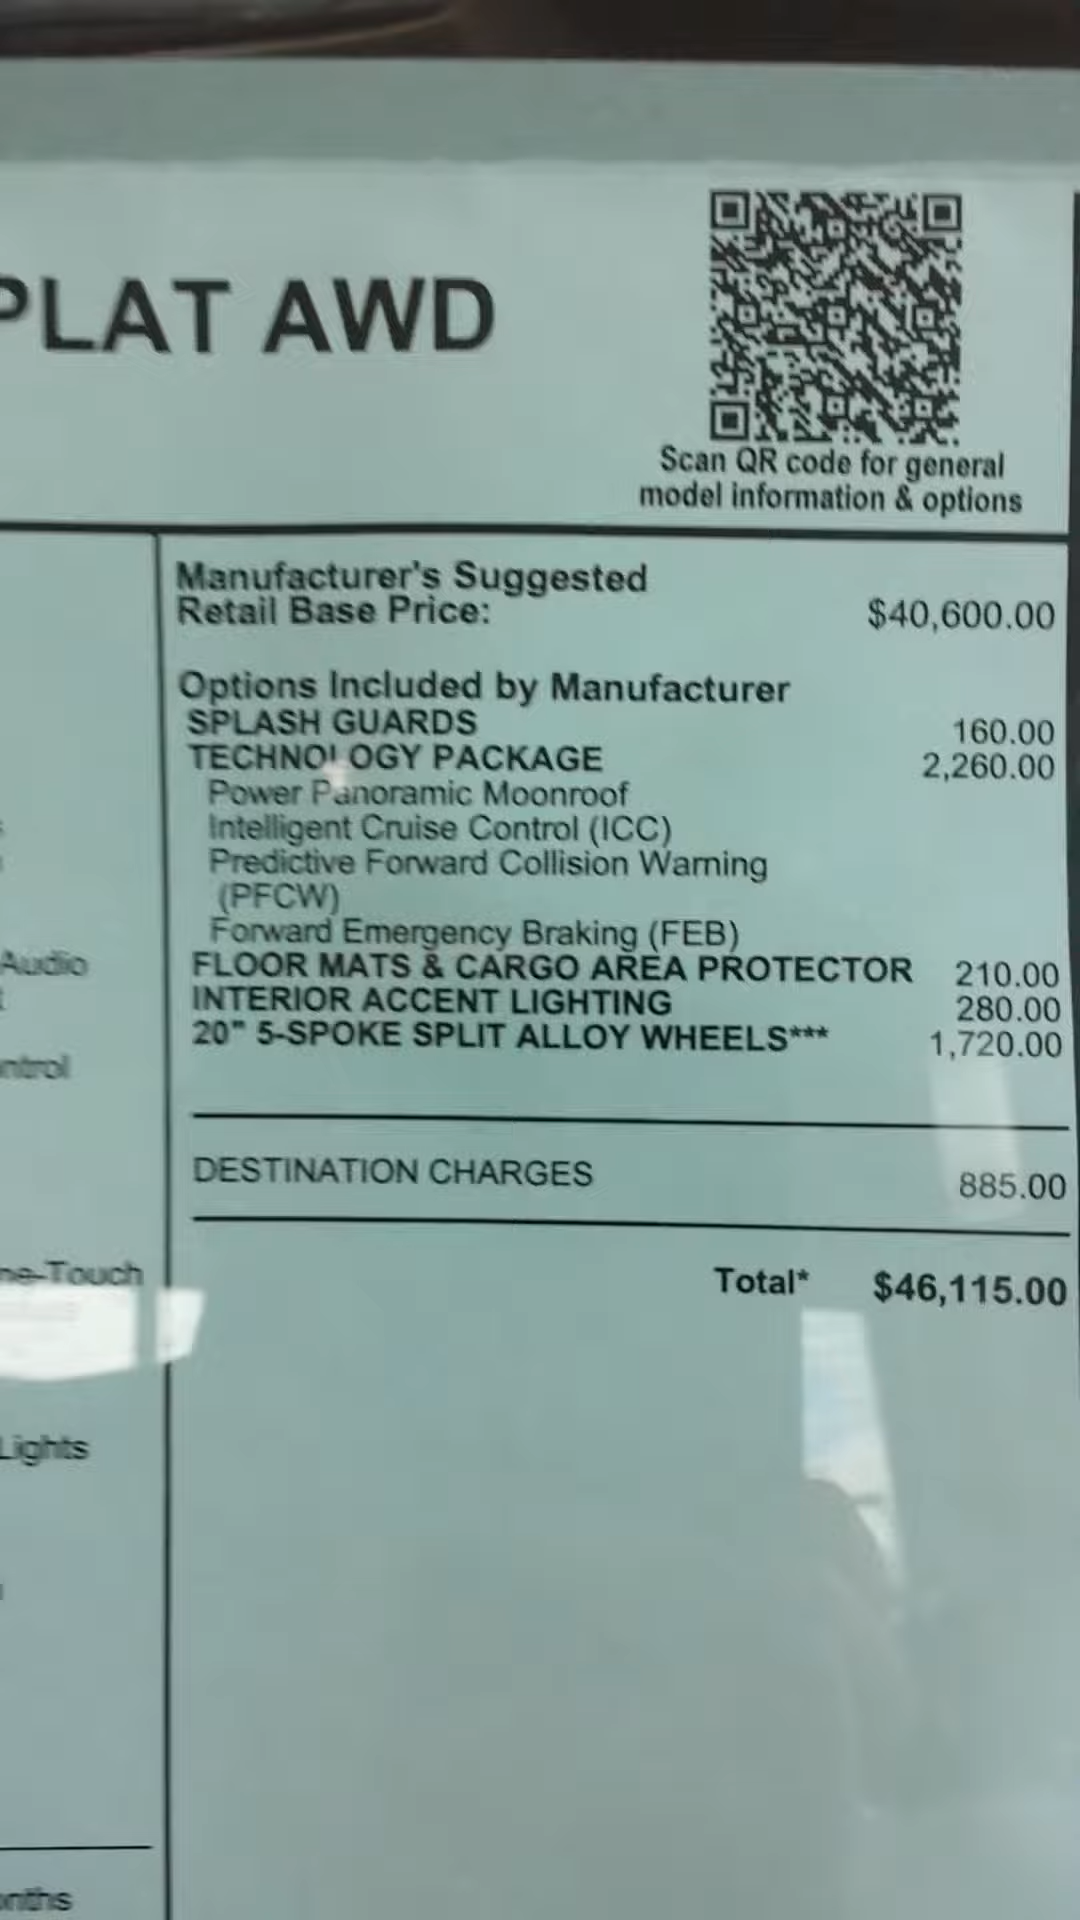 PLAT AWD
Scan QR code for general
model information & options
Manufacturer's Suggested
Retail Base Price: $40,600.00
Options Included by Manufacturer
SPLASH GUARDS 160.00
TECHNOLOGY PACKAGE 2,260.00
Power Panoramic Moonroof
Intelligent Cruise Control (ICC)
Predictive Forward Collision Warning
(PFCW)
Forward Emergency Braking (FEB)
FLOOR MATS & CARGO AREA PROTECTOR 210.00
INTERIOR ACCENT LIGHTING 280.00
20" 5-SPOKE SPLIT ALLOY WHEELS*** 1,720.00
DESTINATION CHARGES 885.00
Total* $46,115.00
Audio
ntrol
ne-Touch
Lights
onths